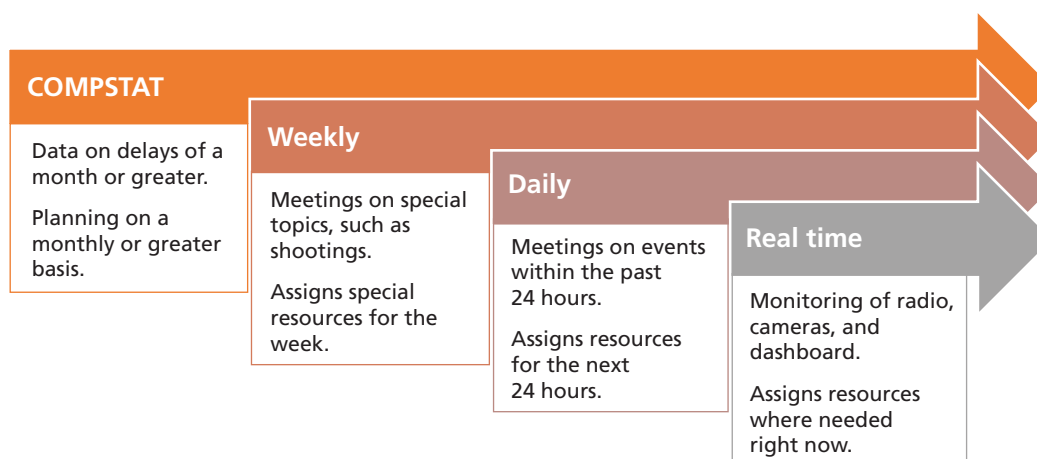 COMPSTAT
Data on delays of a
month or greater.
Planning on a
monthly or greater
basis.
Weekly
Meetings on special
topics, such as
shootings.
Assigns special
resources for the
week.
Daily
Meetings on events
within the past
24 hours.
Assigns resources
for the next
24 hours.
Real time
Monitoring of radio,
cameras, and
dashboard.
Assigns resources
where needed
right now.